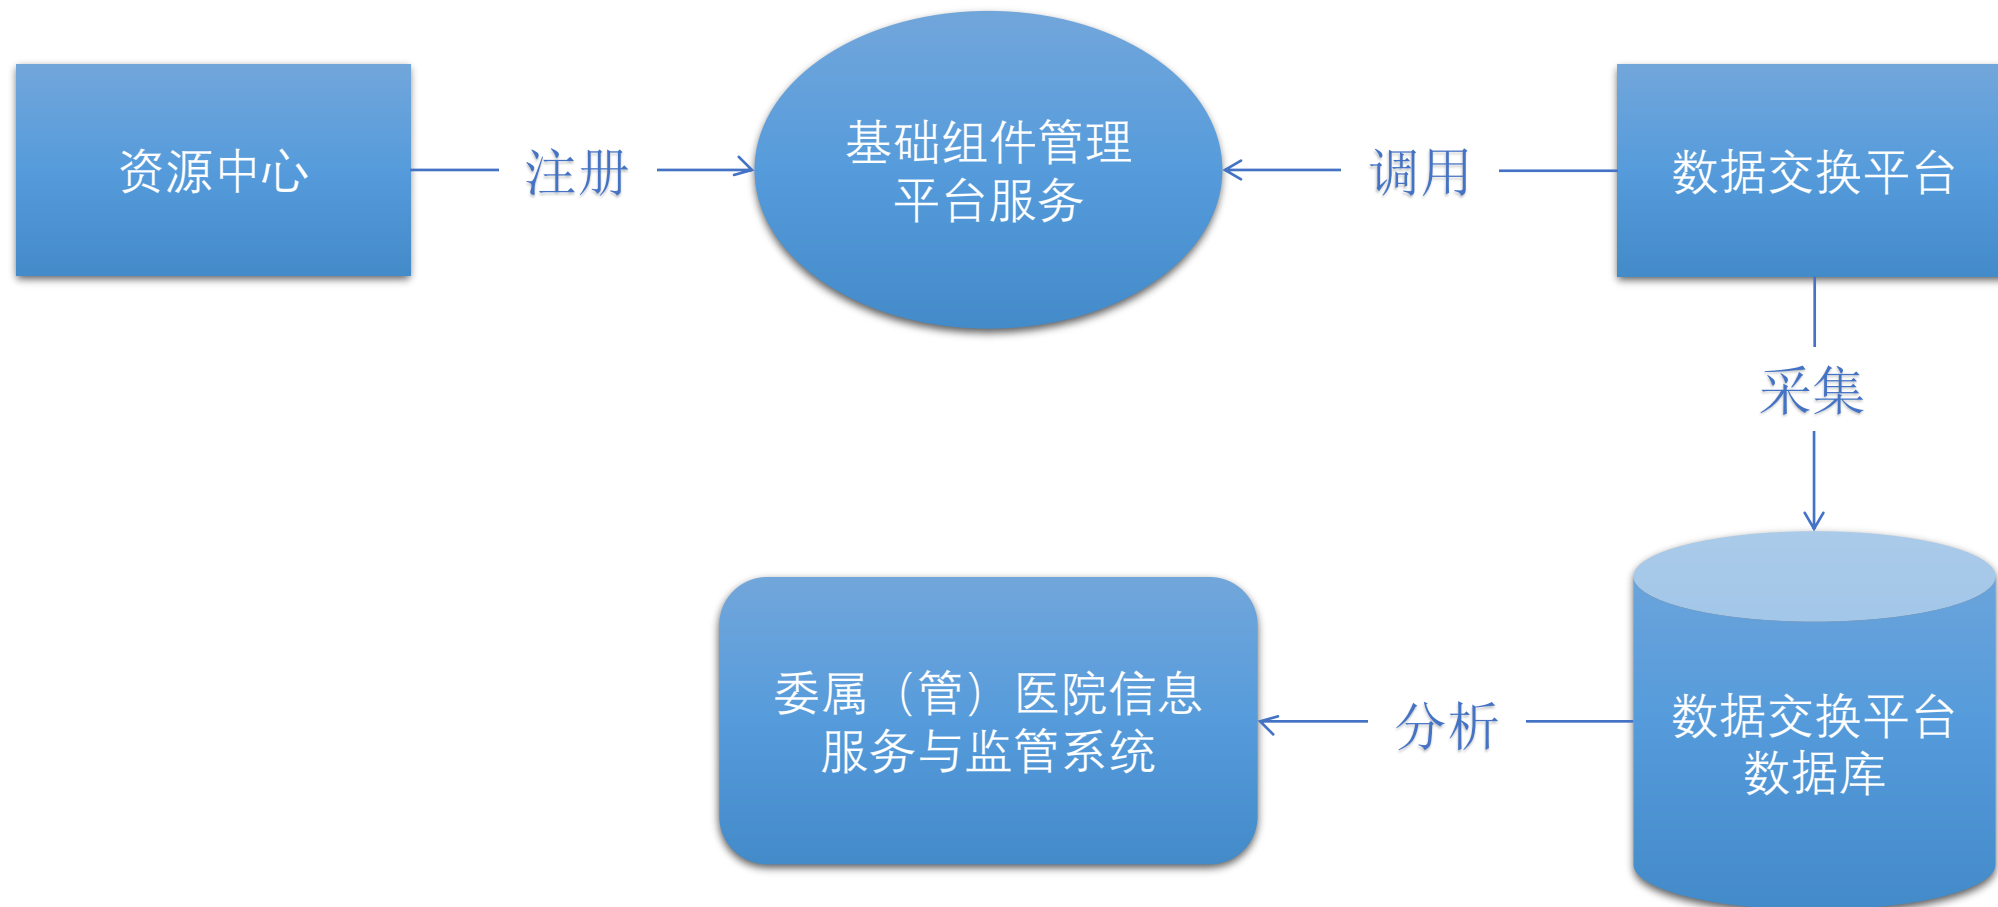 资源中心
注册
基础组件管理
平台服务
调用
数据交换平台
采集
数据交换平台
数据库
分析
委属（管）医院信息
服务与监管系统